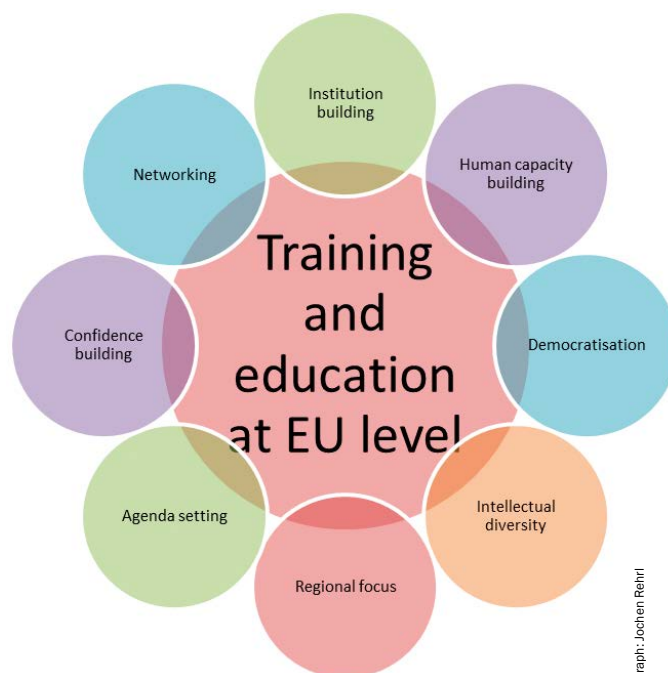 Institution
building
Human capacity
building
Democratisation
Intellectual
diversity
Regional focus
Agenda setting
Confidence
building
Networking
Training
and
education
at EU level
raph: Jochen Rehrl